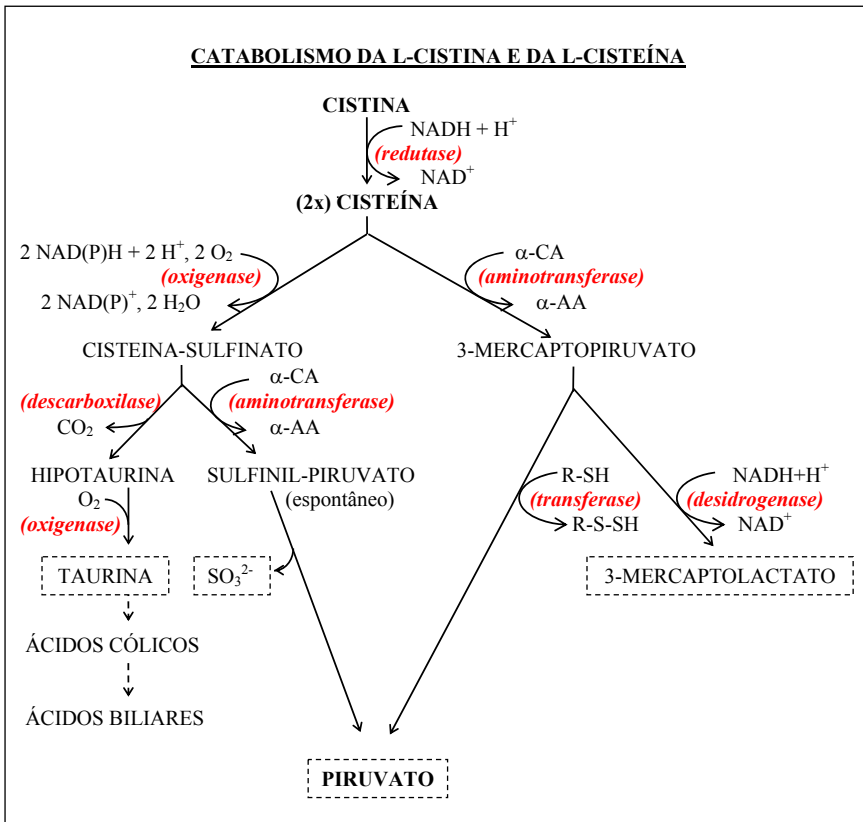 CATABOLISMO DA L-CISTINA E DA L-CISTEÍNA
CISTINA
NADH + H⁺
(redutase)
NAD⁺
(2x) CISTEÍNA
2 NAD(P)H + 2 H⁺, 2 O₂
(oxigenase)
2 NAD(P)⁺, 2 H₂O
α-CA
(aminotransferase)
α-AA
CISTEINA-SULFINATO
3-MERCAPTOPIRUVATO
(descarboxilase)
CO₂
α-CA
(aminotransferase)
α-AA
HIPOTAURINA
SULFINIL-PIRUVATO
(espontâneo)
O₂
(oxigenase)
R-SH
(transferase)
R-S-SH
NADH+H⁺
(desidrogenase)
NAD⁺
TAURINA
SO₃²⁻
3-MERCAPTOLACTATO
ÁCIDOS CÓLICOS
ÁCIDOS BILIARES
PIRUVATO